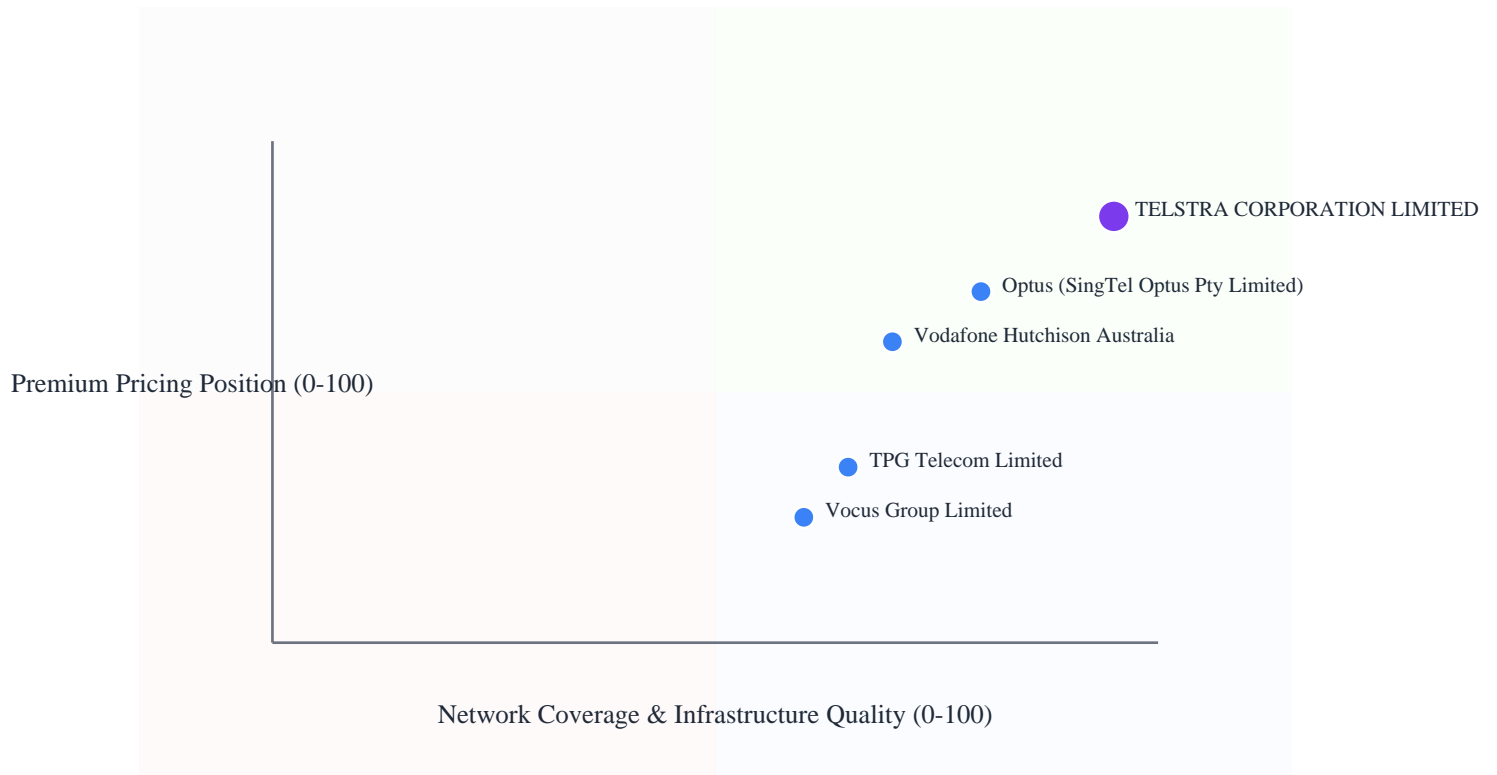 TELSTRA CORPORATION LIMITED
Optus (SingTel Optus Pty Limited)
Vodafone Hutchison Australia
Premium Pricing Position (0-100)
TPG Telecom Limited
Vocus Group Limited
Network Coverage & Infrastructure Quality (0-100)